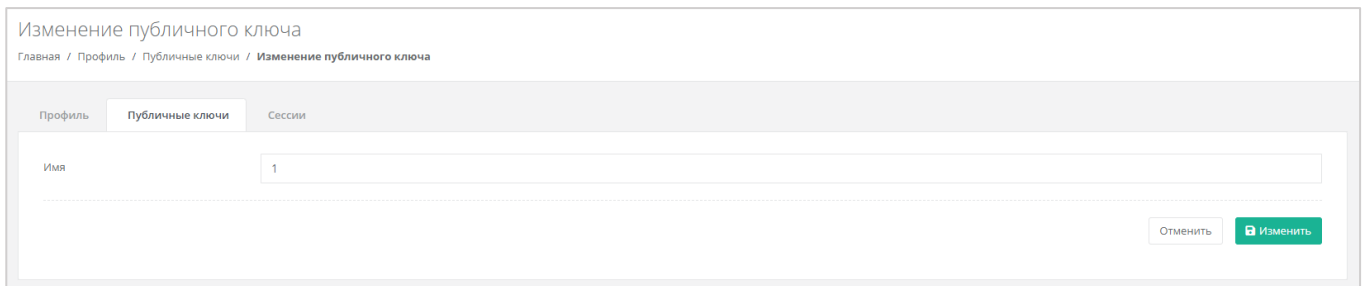 Изменение публичного ключа
Главная / Профиль / Публичные ключи / Изменение публичного ключа
Профиль Публичные ключи Сессии
Имя 1
Отменить Изменить